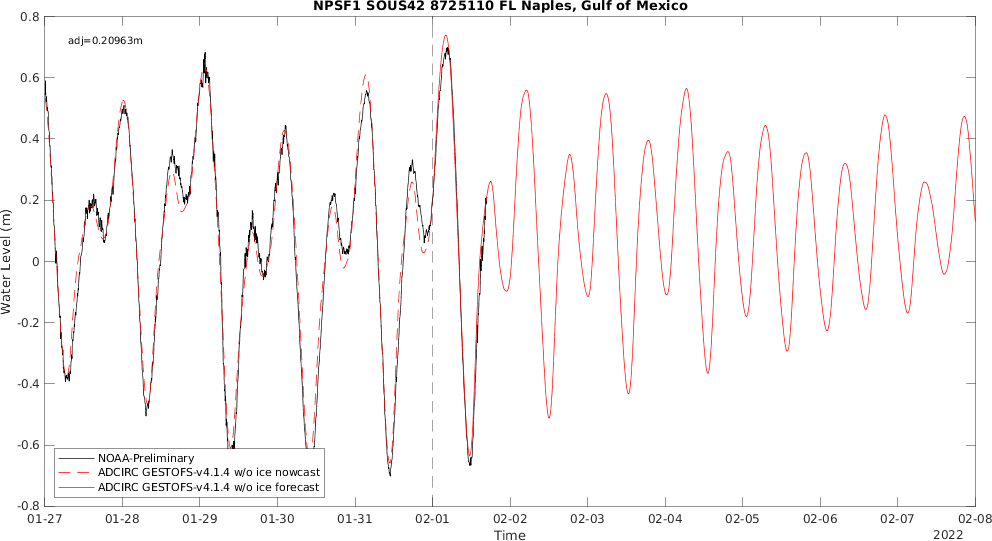 NPSF1 SOUS42 8725110 FL Naples, Gulf of Mexico
adj=0.20963m
Water Level (m)
0.8
0.6
0.4
0.2
0
-0.2
-0.4
-0.6
-0.8
NOAA-Preliminary
ADCIRC GESTOFS-v4.1.4 w/o ice nowcast
ADCIRC GESTOFS-v4.1.4 w/o ice forecast
01-27 01-28 01-29 01-30 01-31 02-01 02-02 02-03 02-04 02-05 02-06 02-07 02-08
Time
2022